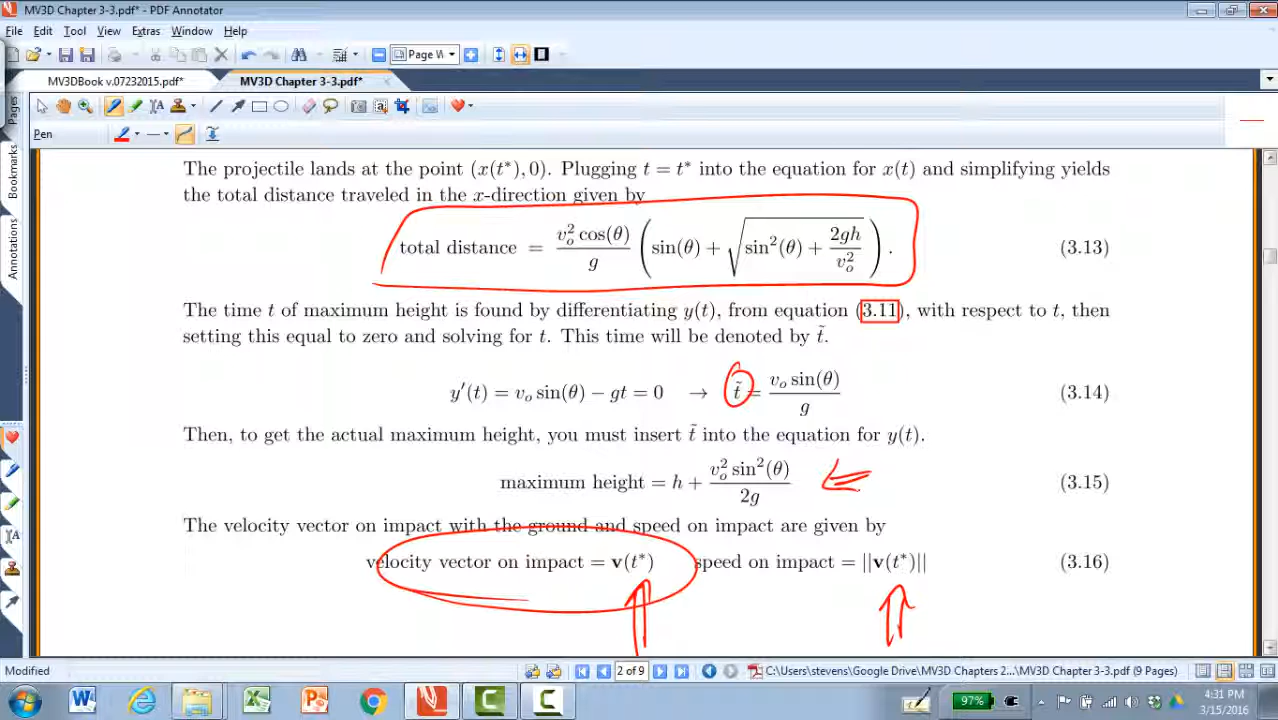 MV3D Chapter 3-3.pdf* - PDF Annotator
File Edit Tool View Extras Window Help
Page W
MV3DBook v.07232015.pdf* MV3D Chapter 3-3.pdf*
Pen
Pages
Bookmarks
Annotations
The projectile lands at the point (x(t*), 0). Plugging t = t* into the equation for x(t) and simplifying yields
the total distance traveled in the x-direction given by
total distance = v_o^2 cos(θ) / g ( sin(θ) + √(sin²(θ) + 2gh / v_o^2) ) . (3.13)
The time t of maximum height is found by differentiating y(t), from equation (3.11), with respect to t, then
setting this equal to zero and solving for t. This time will be denoted by t̃.
y′(t) = v_o sin(θ) − gt = 0 → t̃ = v_o sin(θ) / g (3.14)
Then, to get the actual maximum height, you must insert t̃ into the equation for y(t).
maximum height = h + v_o^2 sin²(θ) / 2g (3.15)
The velocity vector on impact with the ground and speed on impact are given by
velocity vector on impact = v(t*) speed on impact = ||v(t*)|| (3.16)
Modified 2 of 9 C:\Users\stevens\Google Drive\MV3D Chapters 2...\MV3D Chapter 3-3.pdf (9 Pages)
97% 4:31 PM
3/15/2016